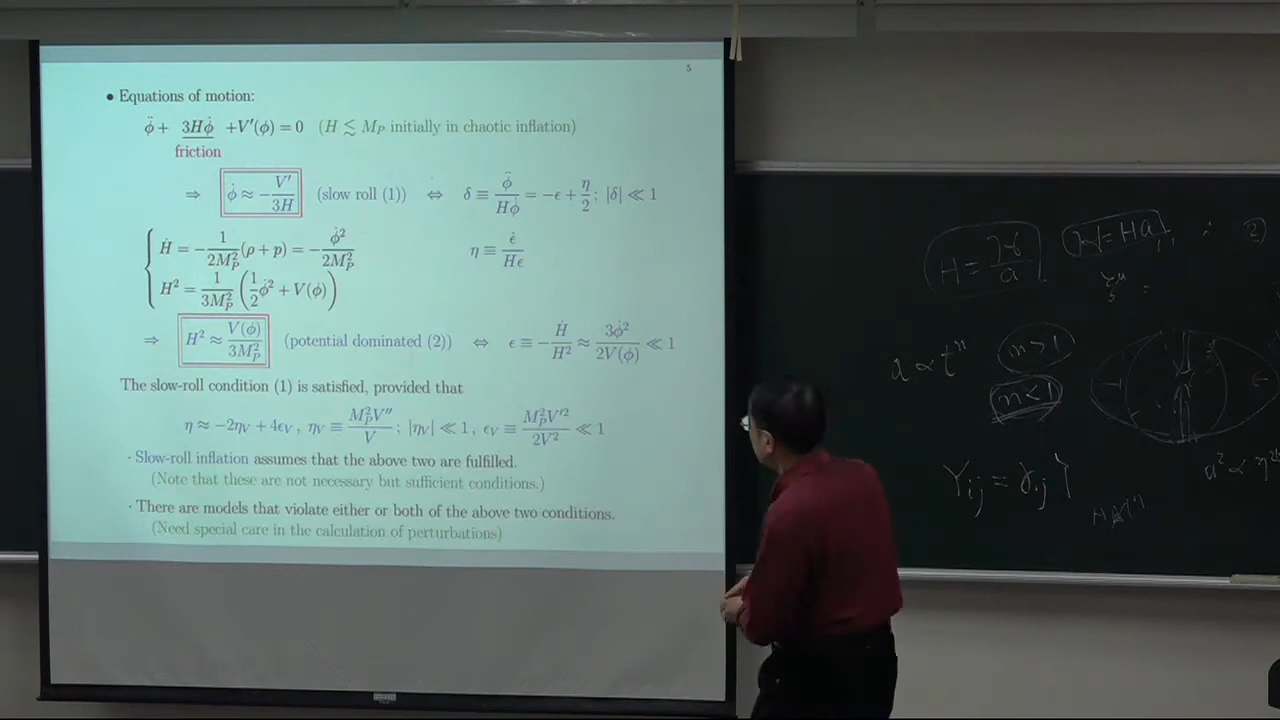 5
• Equations of motion:
φ̈ + 3Hφ̇ + V′(φ) = 0 (H ≲ M_P initially in chaotic inflation)
friction
⇒ φ̇ ≈ −V′/3H (slow roll (1)) ⇔ δ ≡ φ̈/Hφ̇ = −ϵ + η/2; |δ| ≪ 1
Ḣ = −1/2M_P² (ρ + p) = −φ̇²/2M_P² η ≡ ϵ̇/Hϵ
H² = 1/3M_P² (1/2 φ̇² + V(φ))
⇒ H² ≈ V(φ)/3M_P² (potential dominated (2)) ⇔ ϵ ≡ −Ḣ/H² ≈ 3φ̇²/2V(φ) ≪ 1
The slow-roll condition (1) is satisfied, provided that
η ≈ −2η_V + 4ϵ_V, η_V ≡ M_P²V″/V; |η_V| ≪ 1, ϵ_V ≡ M_P²V′²/2V² ≪ 1
· Slow-roll inflation assumes that the above two are fulfilled.
(Note that these are not necessary but sufficient conditions.)
· There are models that violate either or both of the above two conditions.
(Need special care in the calculation of perturbations)
H = ℋ/a ℋ = Ha : 2)
a ∝ tⁿ n > 1
n < 1
Y_ij = γ_ij Y